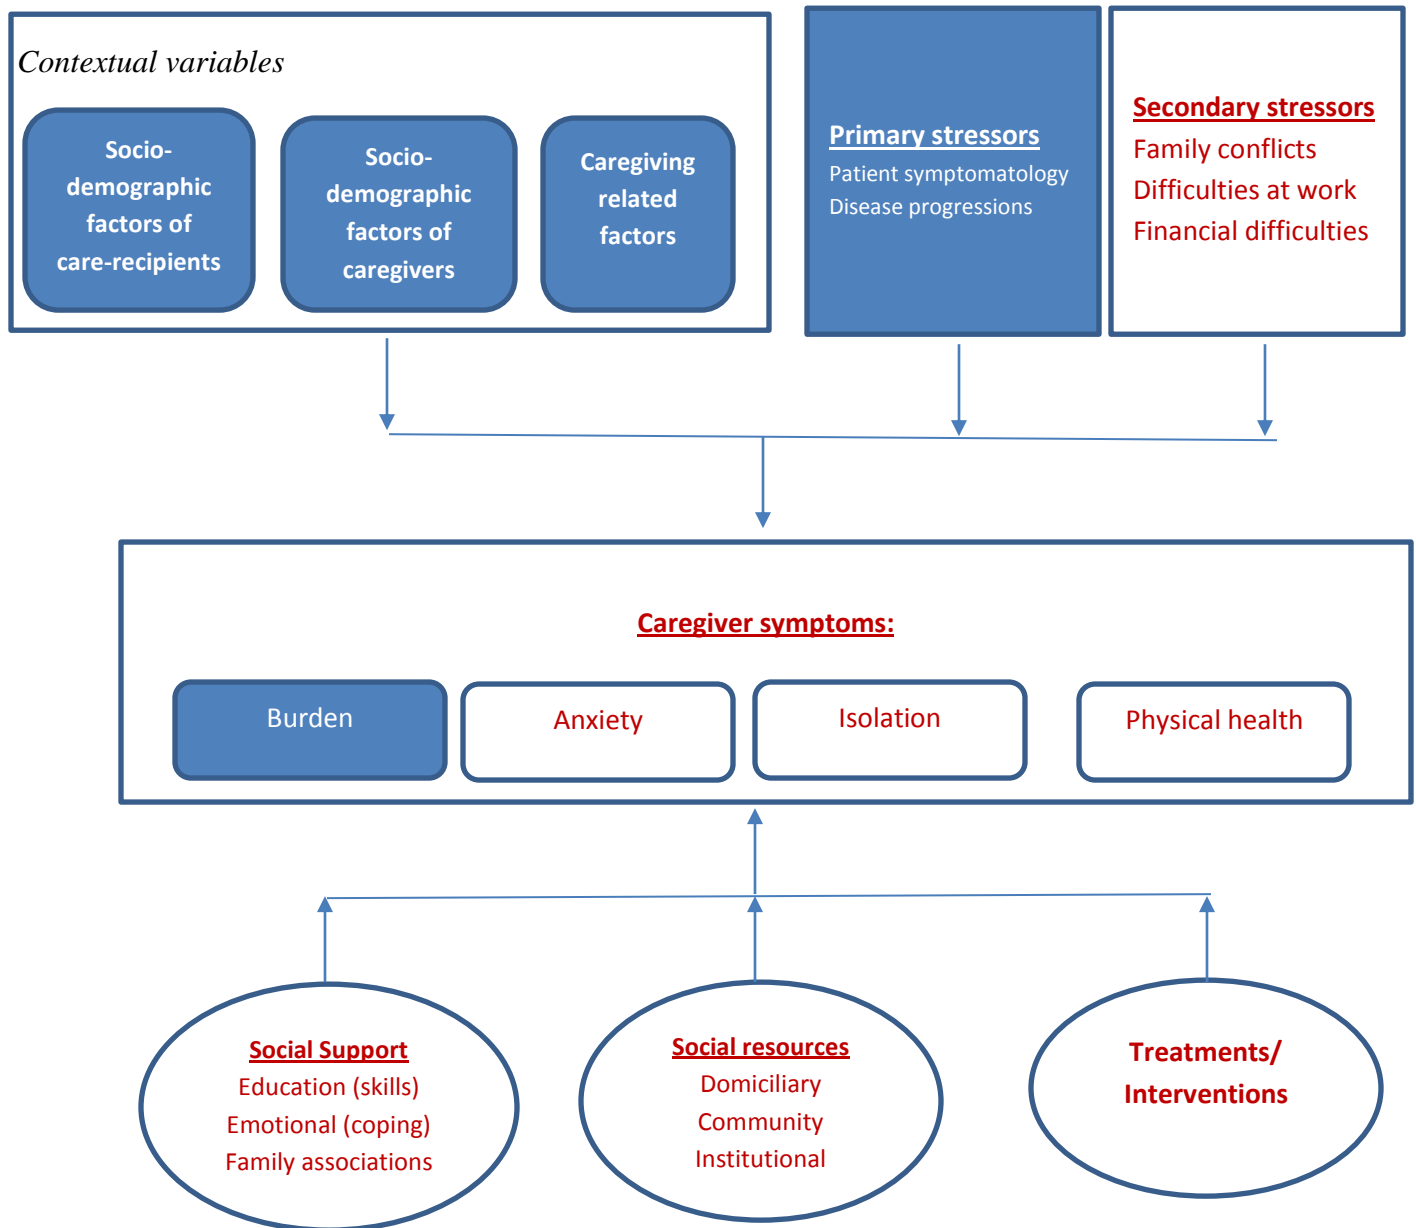 Contextual variables
Socio-
demographic
factors of
care-recipients
Socio-
demographic
factors of
caregivers
Caregiving
related
factors
Primary stressors
Patient symptomatology
Disease progressions
Secondary stressors
Family conflicts
Difficulties at work
Financial difficulties
Caregiver symptoms:
Burden
Anxiety
Isolation
Physical health
Social Support
Education (skills)
Emotional (coping)
Family associations
Social resources
Domiciliary
Community
Institutional
Treatments/
Interventions